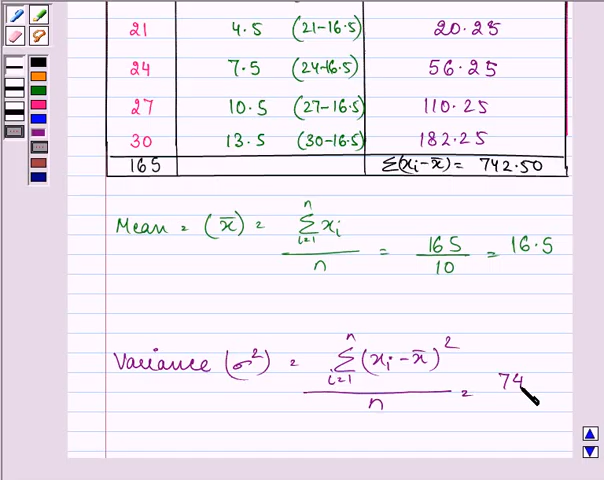 21 4.5 (21-16.5) 20.25
24 7.5 (24-16.5) 56.25
27 10.5 (27-16.5) 110.25
30 13.5 (30-16.5) 182.25
165 Σ(xi-x̄) = 742.50
Mean = (x̄) = n Σ i=1 xi / n = 165 / 10 = 16.5
Variance (σ²) = n Σ i=1 (xi - x̄)² / n = 74